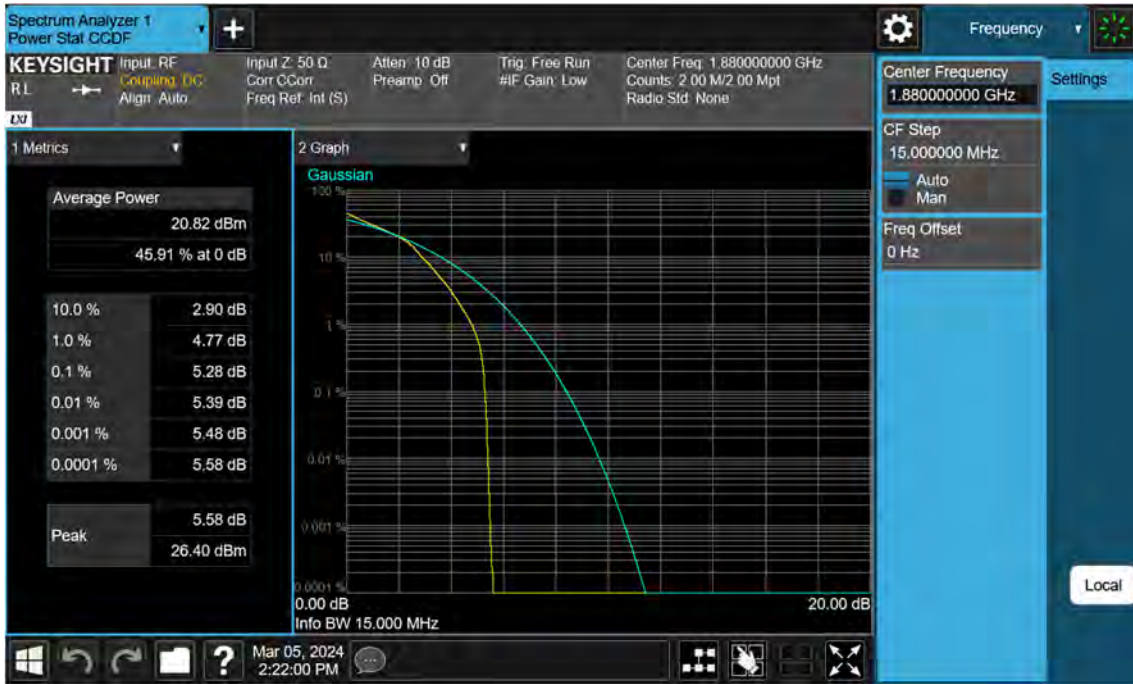 Spectrum Analyzer 1
Power Stat CCDF
+
Frequency
KEYSIGHT
RL
LXI
Input: RF
Coupling: DC
Align: Auto
Input Z: 50 Ω
Corr CCorr
Freq Ref: Int (S)
Atten: 10 dB
Preamp: Off
Trig: Free Run
#IF Gain: Low
Center Freq: 1.880000000 GHz
Counts: 2.00 M/2.00 Mpt
Radio Std: None
Center Frequency
1.880000000 GHz
Settings
CF Step
15.000000 MHz
Auto
Man
Freq Offset
0 Hz
1 Metrics
Average Power
20.82 dBm
45.91 % at 0 dB
10.0 % 2.90 dB
1.0 % 4.77 dB
0.1 % 5.28 dB
0.01 % 5.39 dB
0.001 % 5.48 dB
0.0001 % 5.58 dB
Peak
5.58 dB
26.40 dBm
2 Graph
Gaussian
100 %
10 %
1 %
0.1 %
0.01 %
0.001 %
0.0001 %
0.00 dB 20.00 dB
Info BW 15.000 MHz
Local
?
Mar 05, 2024
2:22:00 PM